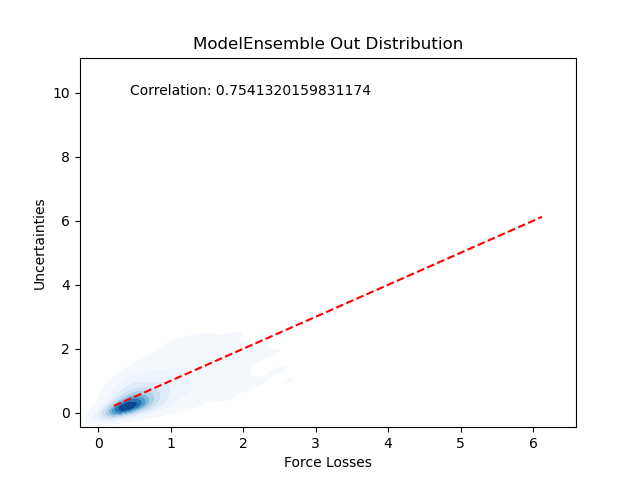 ModelEnsemble Out Distribution
Correlation: 0.7541320159831174
Uncertainties
10
8
6
4
2
0
0 1 2 3 4 5 6
Force Losses